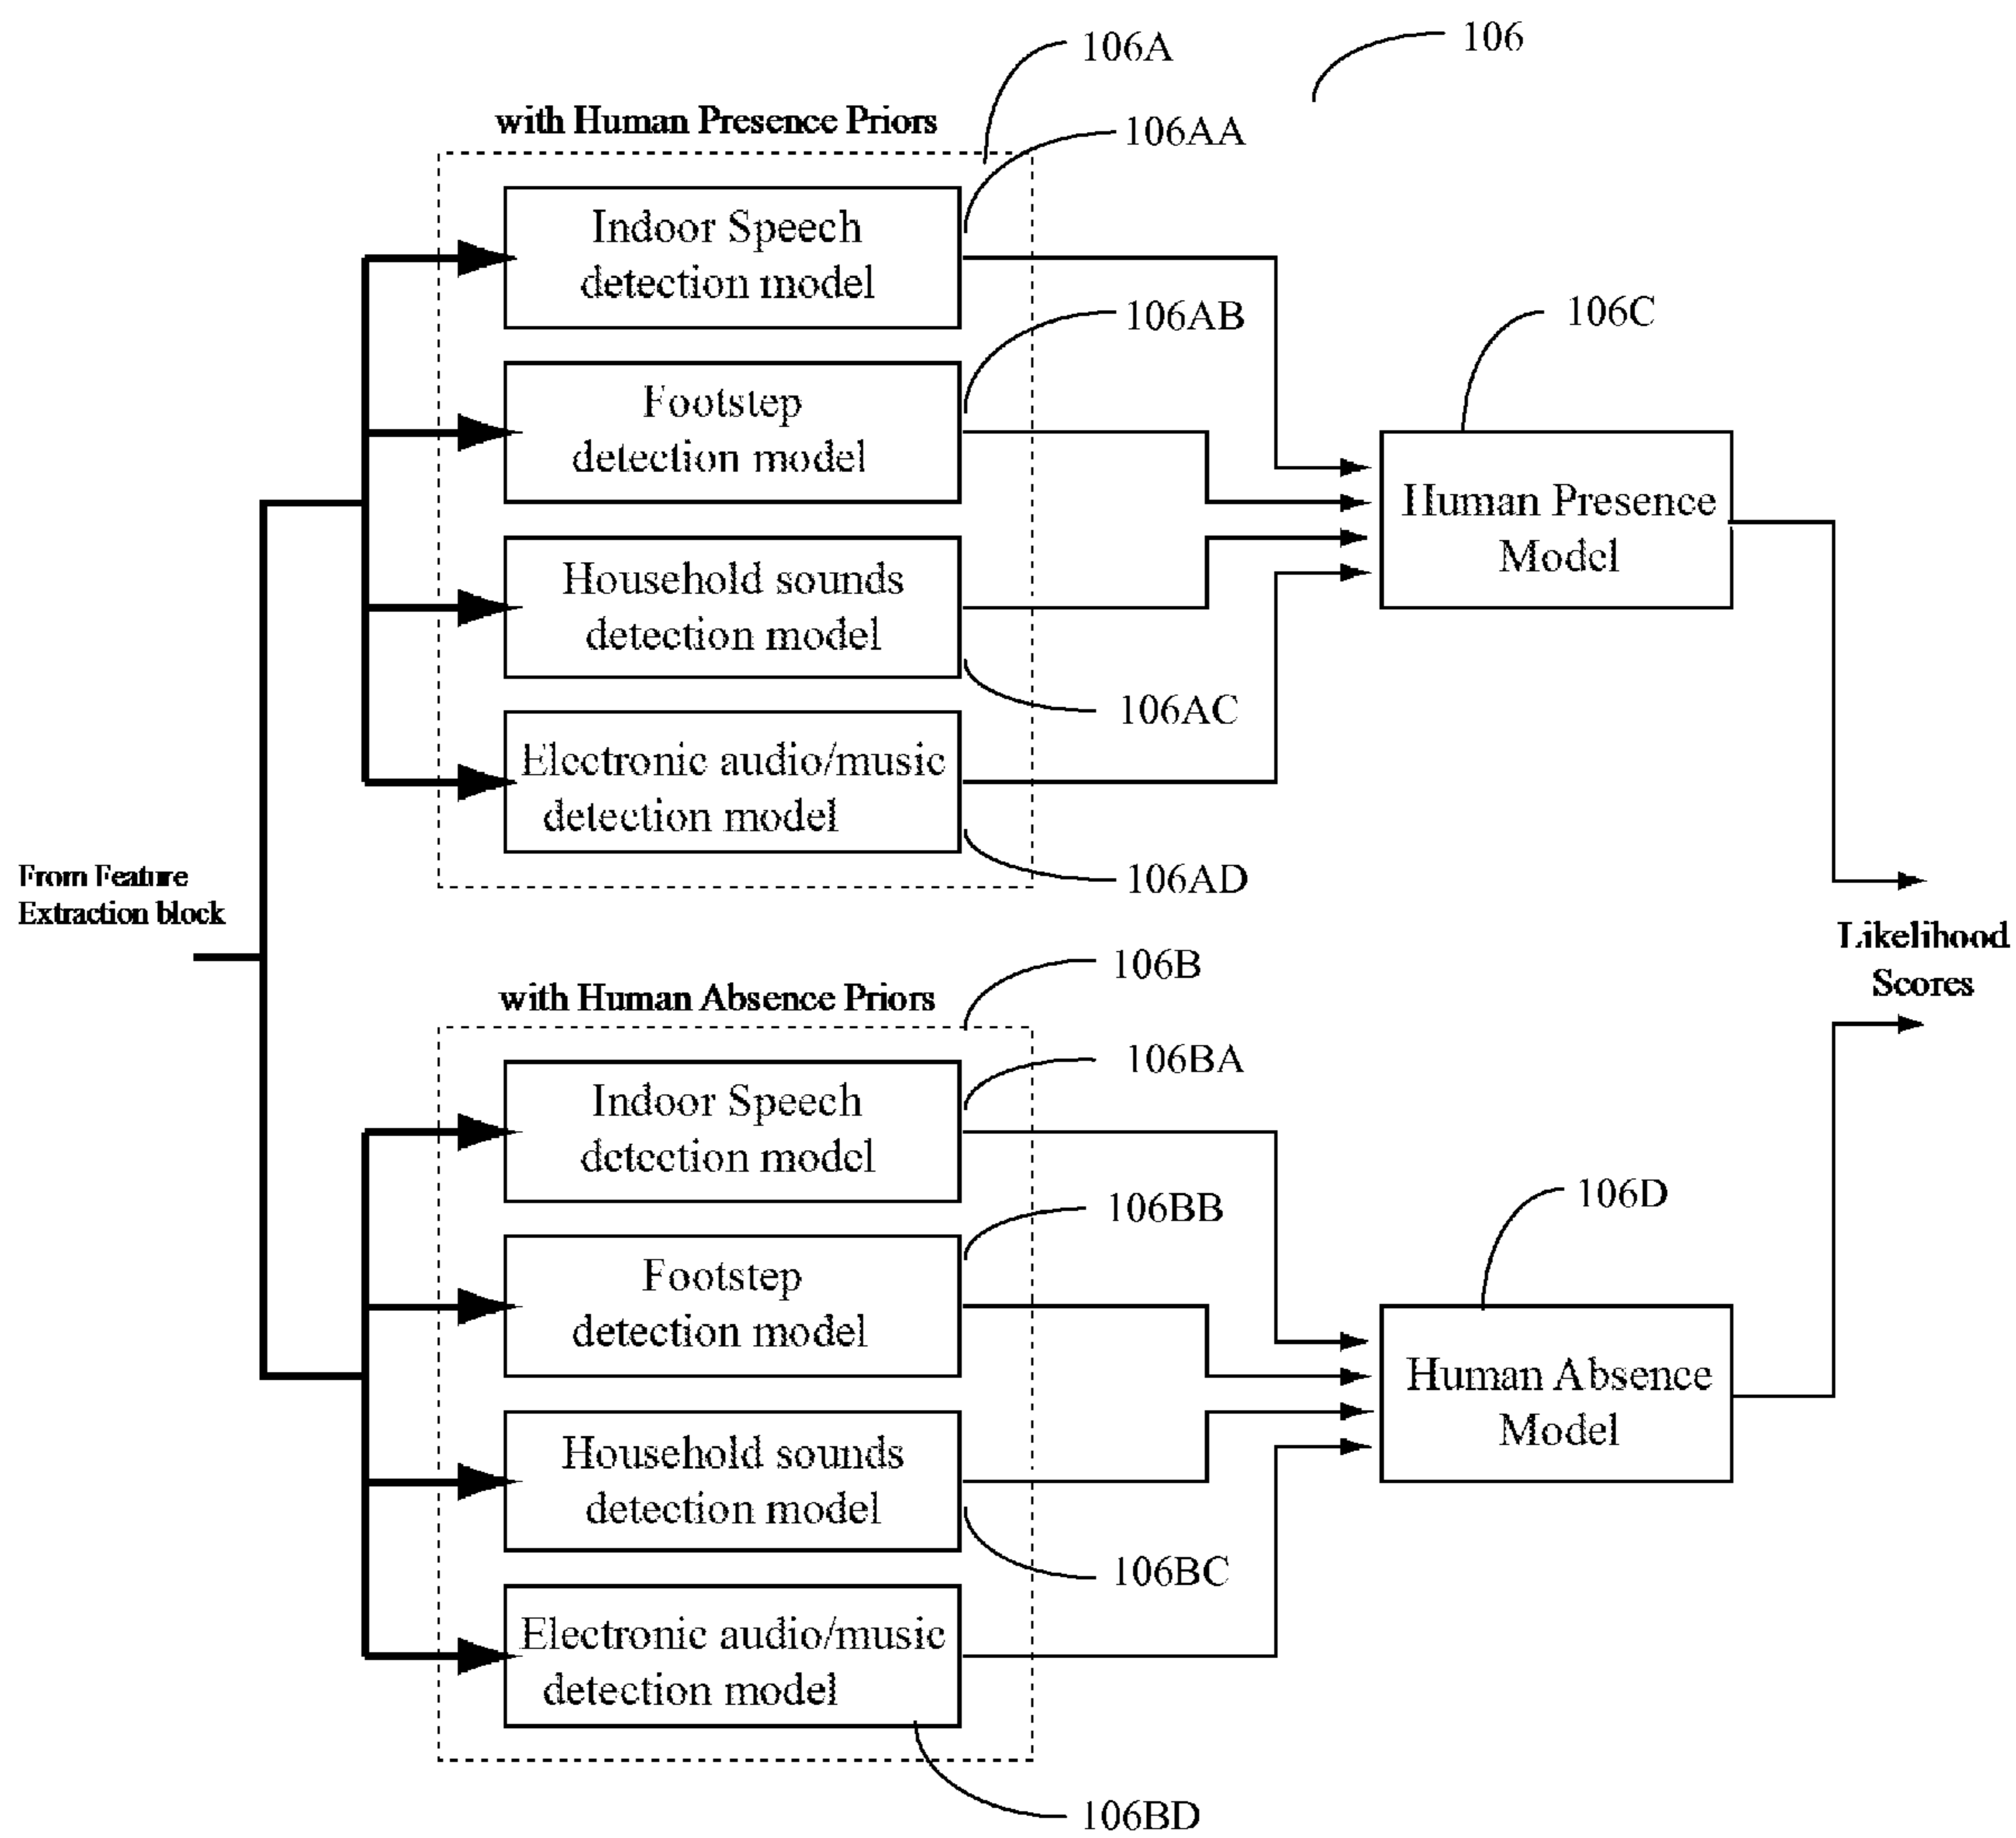 106A
106
with Human Presence Priors
106AA
Indoor Speech
detection model
106AB
106C
Footstep
detection model
Human Presence
Model
Household sounds
detection model
106AC
Electronic audio/music
detection model
106AD
From Feature
Extraction block
Likelihood
Scores
106B
with Human Absence Priors
106BA
Indoor Speech
detection model
106BB
106D
Footstep
detection model
Human Absence
Model
Household sounds
detection model
106BC
Electronic audio/music
detection model
106BD